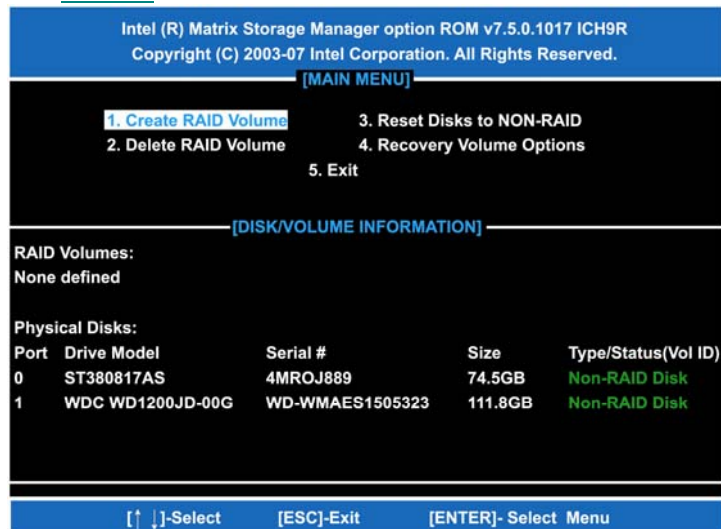 Intel (R) Matrix Storage Manager option ROM v7.5.0.1017 ICH9R
Copyright (C) 2003-07 Intel Corporation. All Rights Reserved.
[MAIN MENU]
1. Create RAID Volume 3. Reset Disks to NON-RAID
2. Delete RAID Volume 4. Recovery Volume Options
5. Exit
[DISK/VOLUME INFORMATION]
RAID Volumes:
None defined
Physical Disks:
Port Drive Model Serial # Size Type/Status(Vol ID)
0 ST380817AS 4MROJ889 74.5GB Non-RAID Disk
1 WDC WD1200JD-00G WD-WMAES1505323 111.8GB Non-RAID Disk
[↑ ↓]-Select [ESC]-Exit [ENTER]- Select Menu